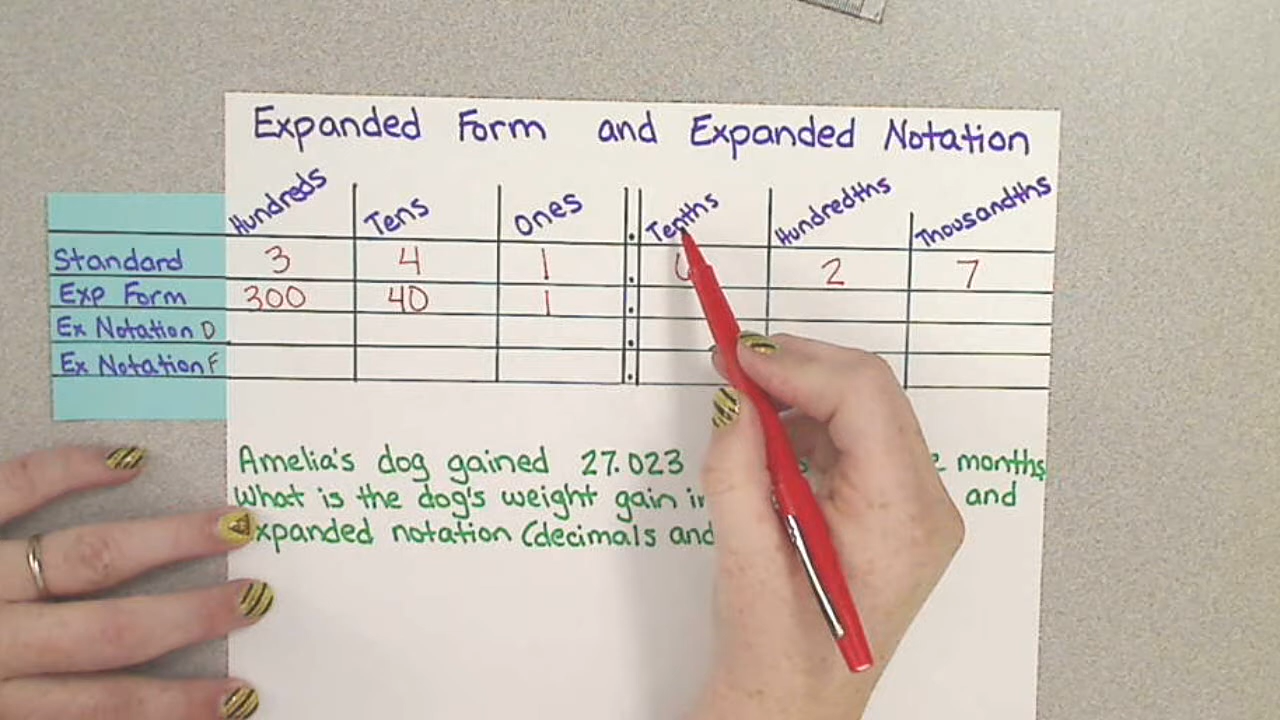 Expanded Form and Expanded Notation
Hundreds Tens Ones . Tenths Hundredths Thousandths
Standard 3 4 1 . 2 7
Exp Form 300 40 1 .
Ex Notation D .
Ex Notation F .
Amelia's dog gained 27.023 months
What is the dog's weight gain and
expanded notation (decimals and